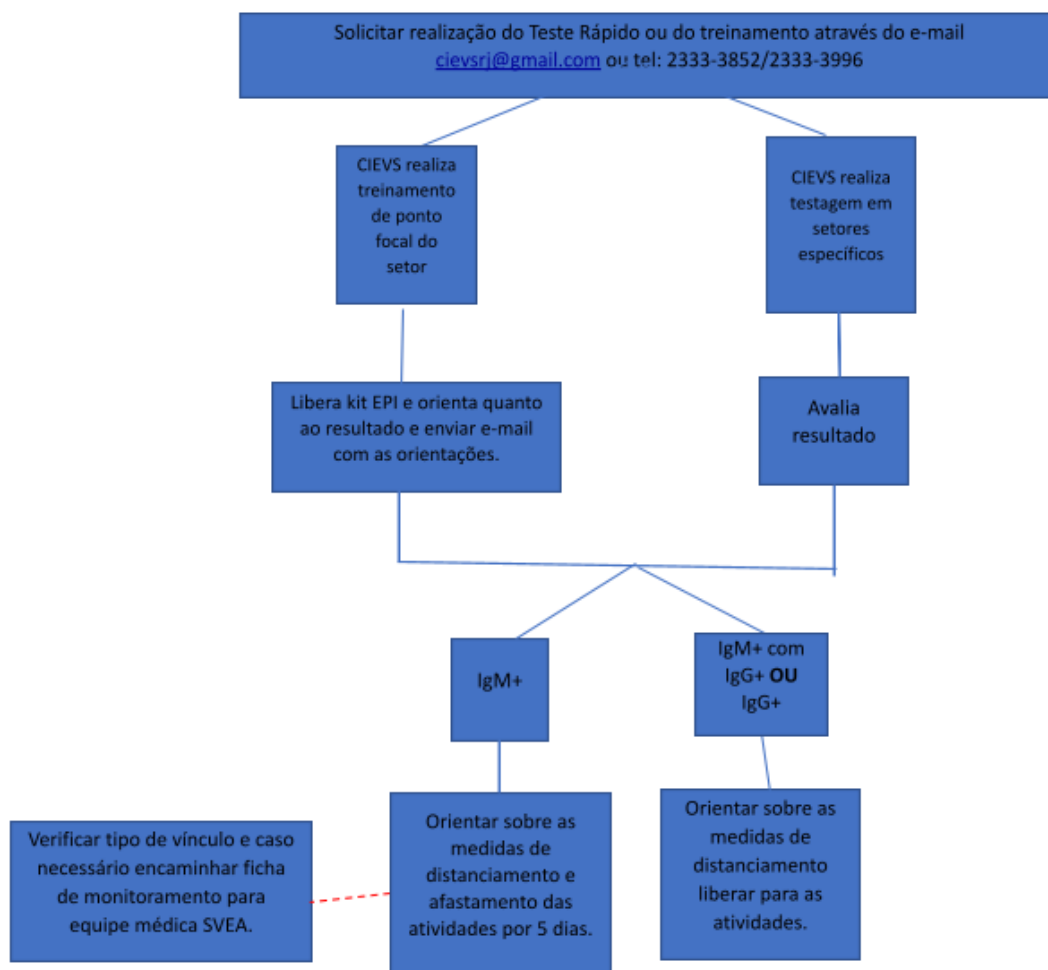 Solicitar realização do Teste Rápido ou do treinamento através do e-mail
cievsrj@gmail.com ou tel: 2333-3852/2333-3996
CIEVS realiza
treinamento
de ponto
focal do
setor
CIEVS realiza
testagem em
setores
específicos
Libera kit EPI e orienta quanto
ao resultado e enviar e-mail
com as orientações.
Avalia
resultado
IgM+
IgM+ com
IgG+ OU
IgG+
Verificar tipo de vínculo e caso
necessário encaminhar ficha
de monitoramento para
equipe médica SVEA.
Orientar sobre as
medidas de
distanciamento e
afastamento das
atividades por 5 dias.
Orientar sobre as
medidas de
distanciamento
liberar para as
atividades.